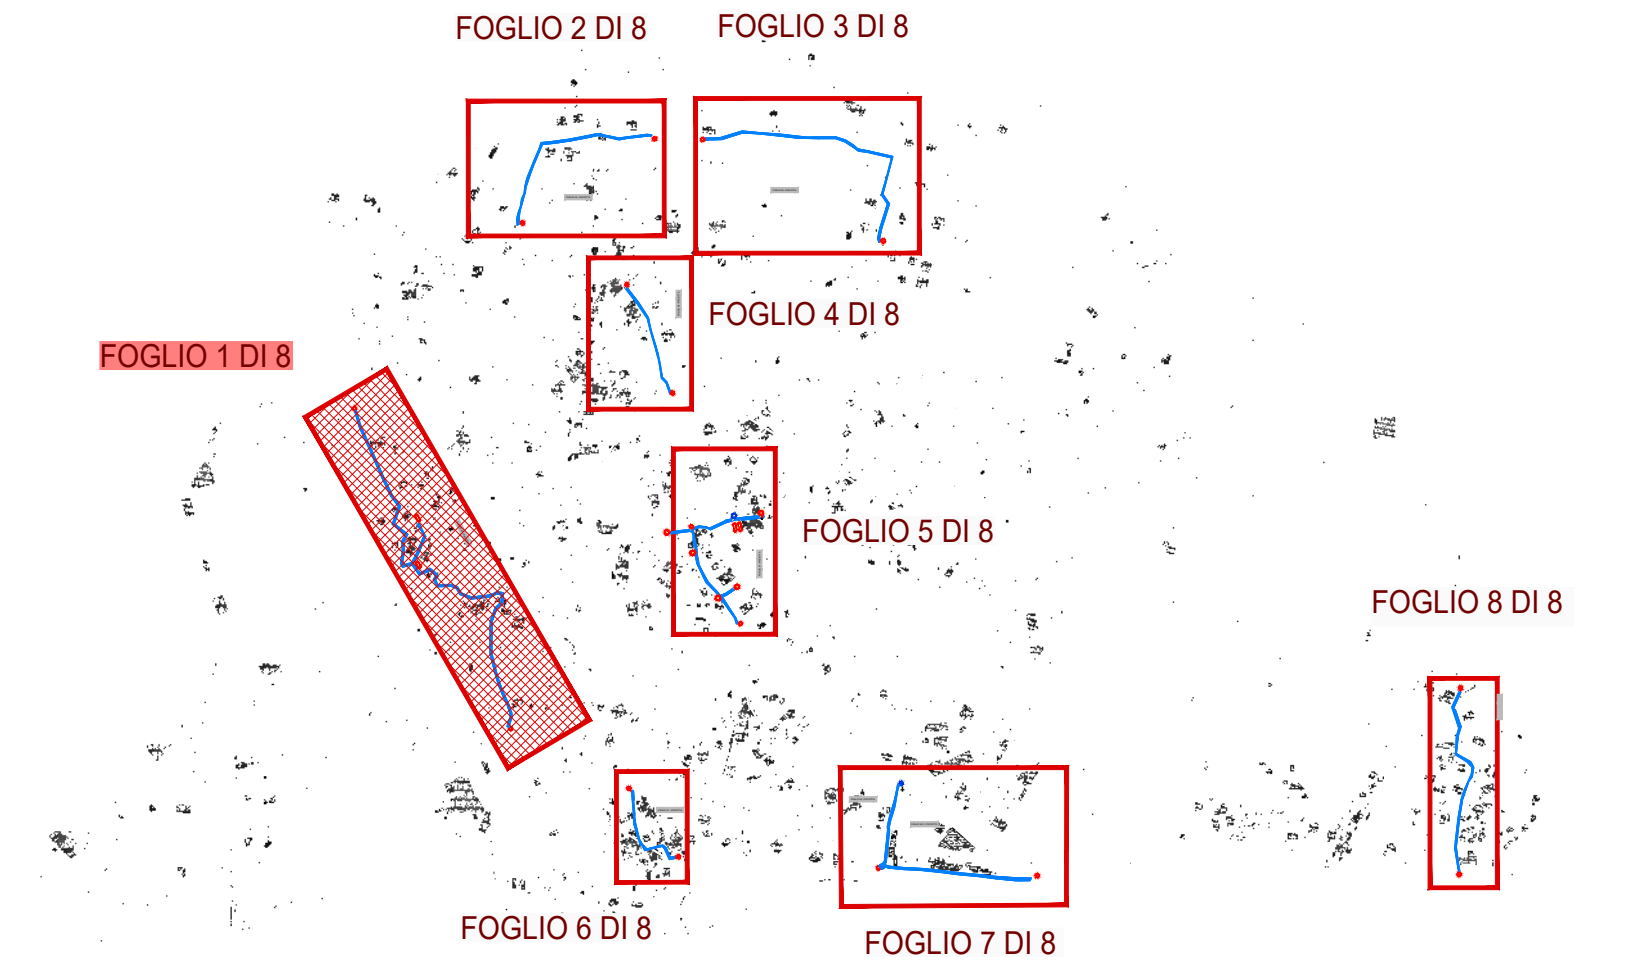 FOGLIO 2 DI 8
FOGLIO 3 DI 8
FOGLIO 4 DI 8
FOGLIO 1 DI 8
FOGLIO 5 DI 8
FOGLIO 8 DI 8
FOGLIO 6 DI 8
FOGLIO 7 DI 8